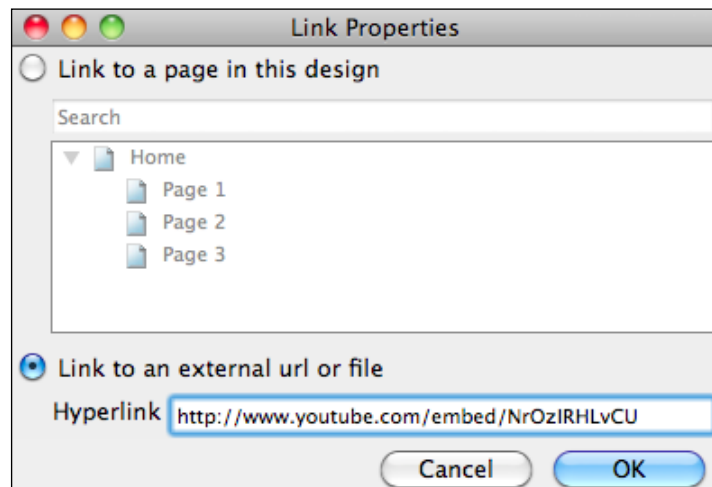 Link Properties
Link to a page in this design
Search
Home
Page 1
Page 2
Page 3
Link to an external url or file
Hyperlink http://www.youtube.com/embed/NrOzIRHLvCU
Cancel OK